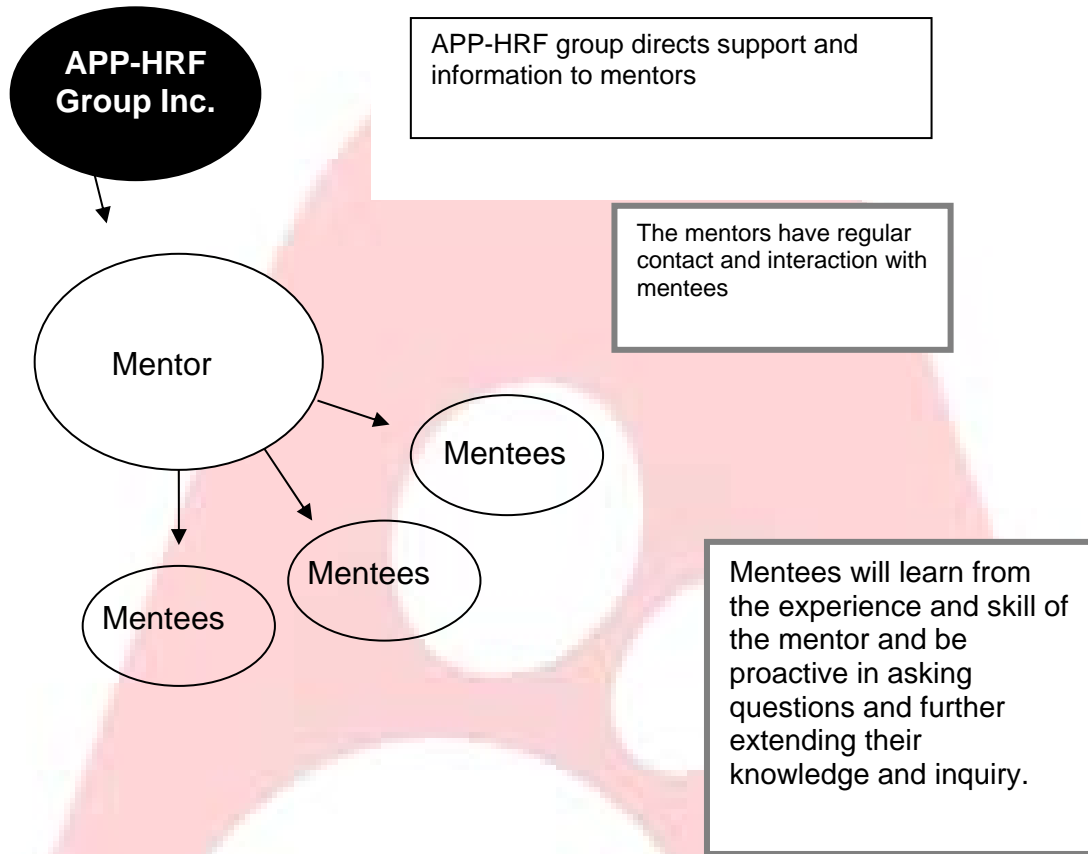 APP-HRF
Group Inc.
APP-HRF group directs support and
information to mentors
The mentors have regular
contact and interaction with
mentees
Mentor
Mentees
Mentees
Mentees
Mentees will learn from
the experience and skill of
the mentor and be
proactive in asking
questions and further
extending their
knowledge and inquiry.